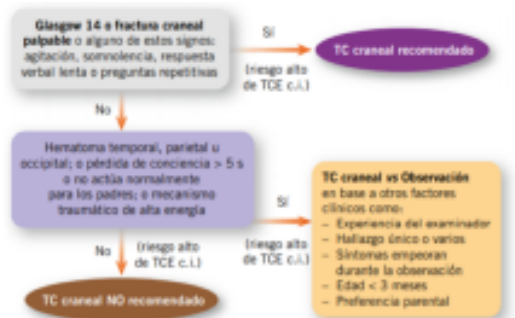 Glasgow 14 o fractura craneal
palpable o alguno de estos signos:
agitación, somnolencia, respuesta
verbal lenta o preguntas repetitivas
Sí
(riesgo alto
de TCE c.i.)
TC craneal recomendado
No
Hematoma temporal, parietal u
occipital; o pérdida de conciencia > 5 s
o no actúa normalmente
para los padres; o mecanismo
traumático de alta energía
Sí
(riesgo alto
de TCE c.i.)
TC craneal vs Observación
en base a otros factores
clínicos como:
– Experiencia del examinador
– Hallazgo único o varios
– Síntomas empeoran
durante la observación
– Edad < 3 meses
– Preferencia parental
No
(riesgo alto
de TCE c.i.)
TC craneal NO recomendado